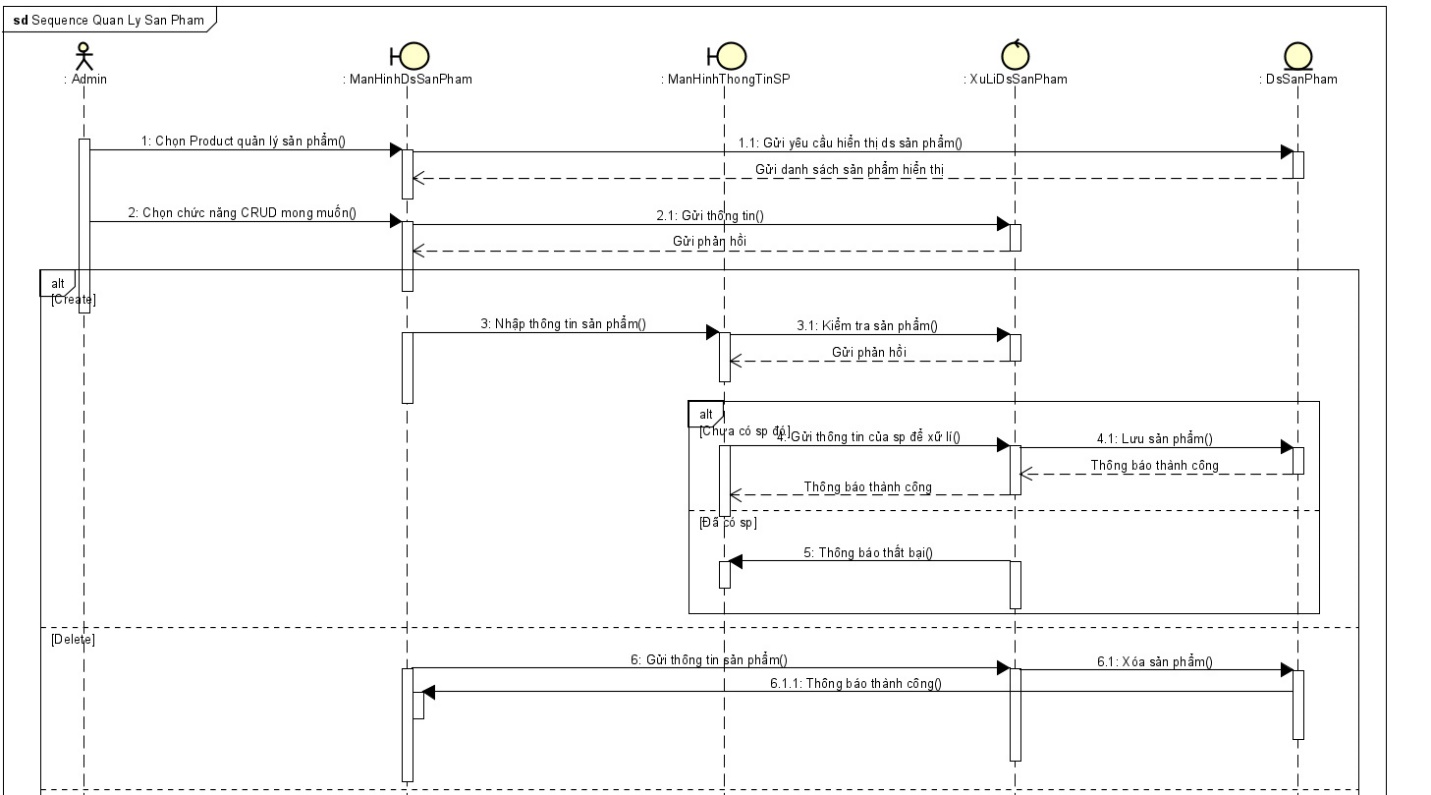 sd Sequence Quan Ly San Pham
: Admin
: ManHinhDsSanPham
: ManHinhThongTinSP
: XuLiDsSanPham
: DsSanPham
1: Chọn Product quản lý sản phẩm()
1.1: Gửi yêu cầu hiển thị ds sản phẩm()
Gửi danh sách sản phẩm hiển thị
2: Chọn chức năng CRUD mong muốn()
2.1: Gửi thông tin()
Gửi phản hồi
alt
[Create]
3: Nhập thông tin sản phẩm()
3.1: Kiểm tra sản phẩm()
Gửi phản hồi
alt
[Chưa có sp đó]
4: Gửi thông tin của sp để xữ lí()
4.1: Lưu sản phẩm()
Thông báo thành công
Thông báo thành công
[Đã có sp]
5: Thông báo thất bại()
[Delete]
6: Gửi thông tin sản phẩm()
6.1: Xóa sản phẩm()
6.1.1: Thông báo thành công()